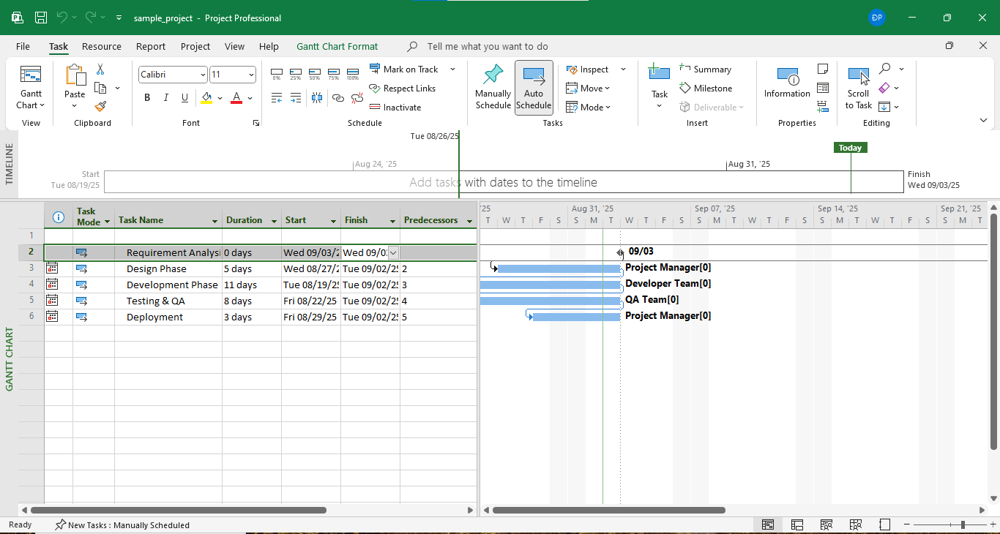 sample_project - Project Professional
ĐP
File Task Resource Report Project View Help Gantt Chart Format Tell me what you want to do
Gantt Chart
View
Paste
Clipboard
Calibri 11
B I U A
Font
0% 25% 50% 75% 100%
Mark on Track
Respect Links
Inactivate
Schedule
Manually Schedule
Auto Schedule
Inspect
Move
Mode
Tasks
Task
Summary
Milestone
Deliverable
Insert
Information
Properties
Scroll to Task
Editing
TIMELINE
Tue 08/26/25
Today
Aug 24, '25 Aug 31, '25
Start
Tue 08/19/25
Add tasks with dates to the timeline
Finish
Wed 09/03/25
GANTT CHART
Task Mode Task Name Duration Start Finish Predecessors
'25 Aug 31, '25 Sep 07, '25 Sep 14, '25 Sep 21, '25
T W T F S S M T W T F S S M T W T F S S M T W T F S S M T
1
2 Requirement Analysi 0 days Wed 09/03/2 Wed 09/0 09/03
3 Design Phase 5 days Wed 08/27/2 Tue 09/02/25 2 Project Manager[0]
4 Development Phase 11 days Tue 08/19/25 Tue 09/02/25 3 Developer Team[0]
5 Testing & QA 8 days Fri 08/22/25 Tue 09/02/25 4 QA Team[0]
6 Deployment 3 days Fri 08/29/25 Tue 09/02/25 5 Project Manager[0]
Ready New Tasks : Manually Scheduled